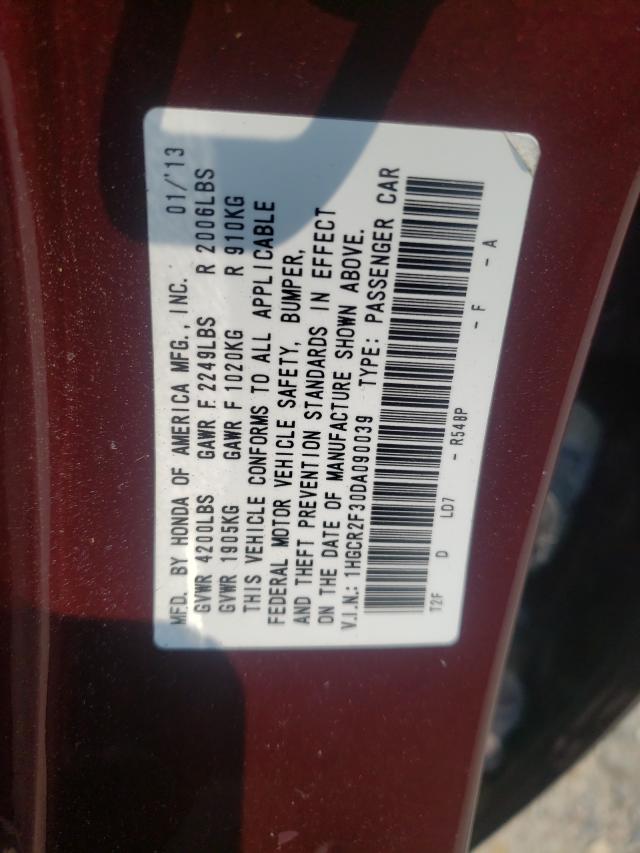 MFD. BY HONDA OF AMERICA MFG., INC. 01/'13
GVWR 4200LBS GAWR F 2249LBS R 2006LBS
GVWR 1905KG GAWR F 1020KG R 910KG
THIS VEHICLE CONFORMS TO ALL APPLICABLE
FEDERAL MOTOR VEHICLE SAFETY, BUMPER,
AND THEFT PREVENTION STANDARDS IN EFFECT
ON THE DATE OF MANUFACTURE SHOWN ABOVE.
V.I.N.: 1HGCR2F30DA090039 TYPE: PASSENGER CAR
T2F D LD7 - R548P - F - A